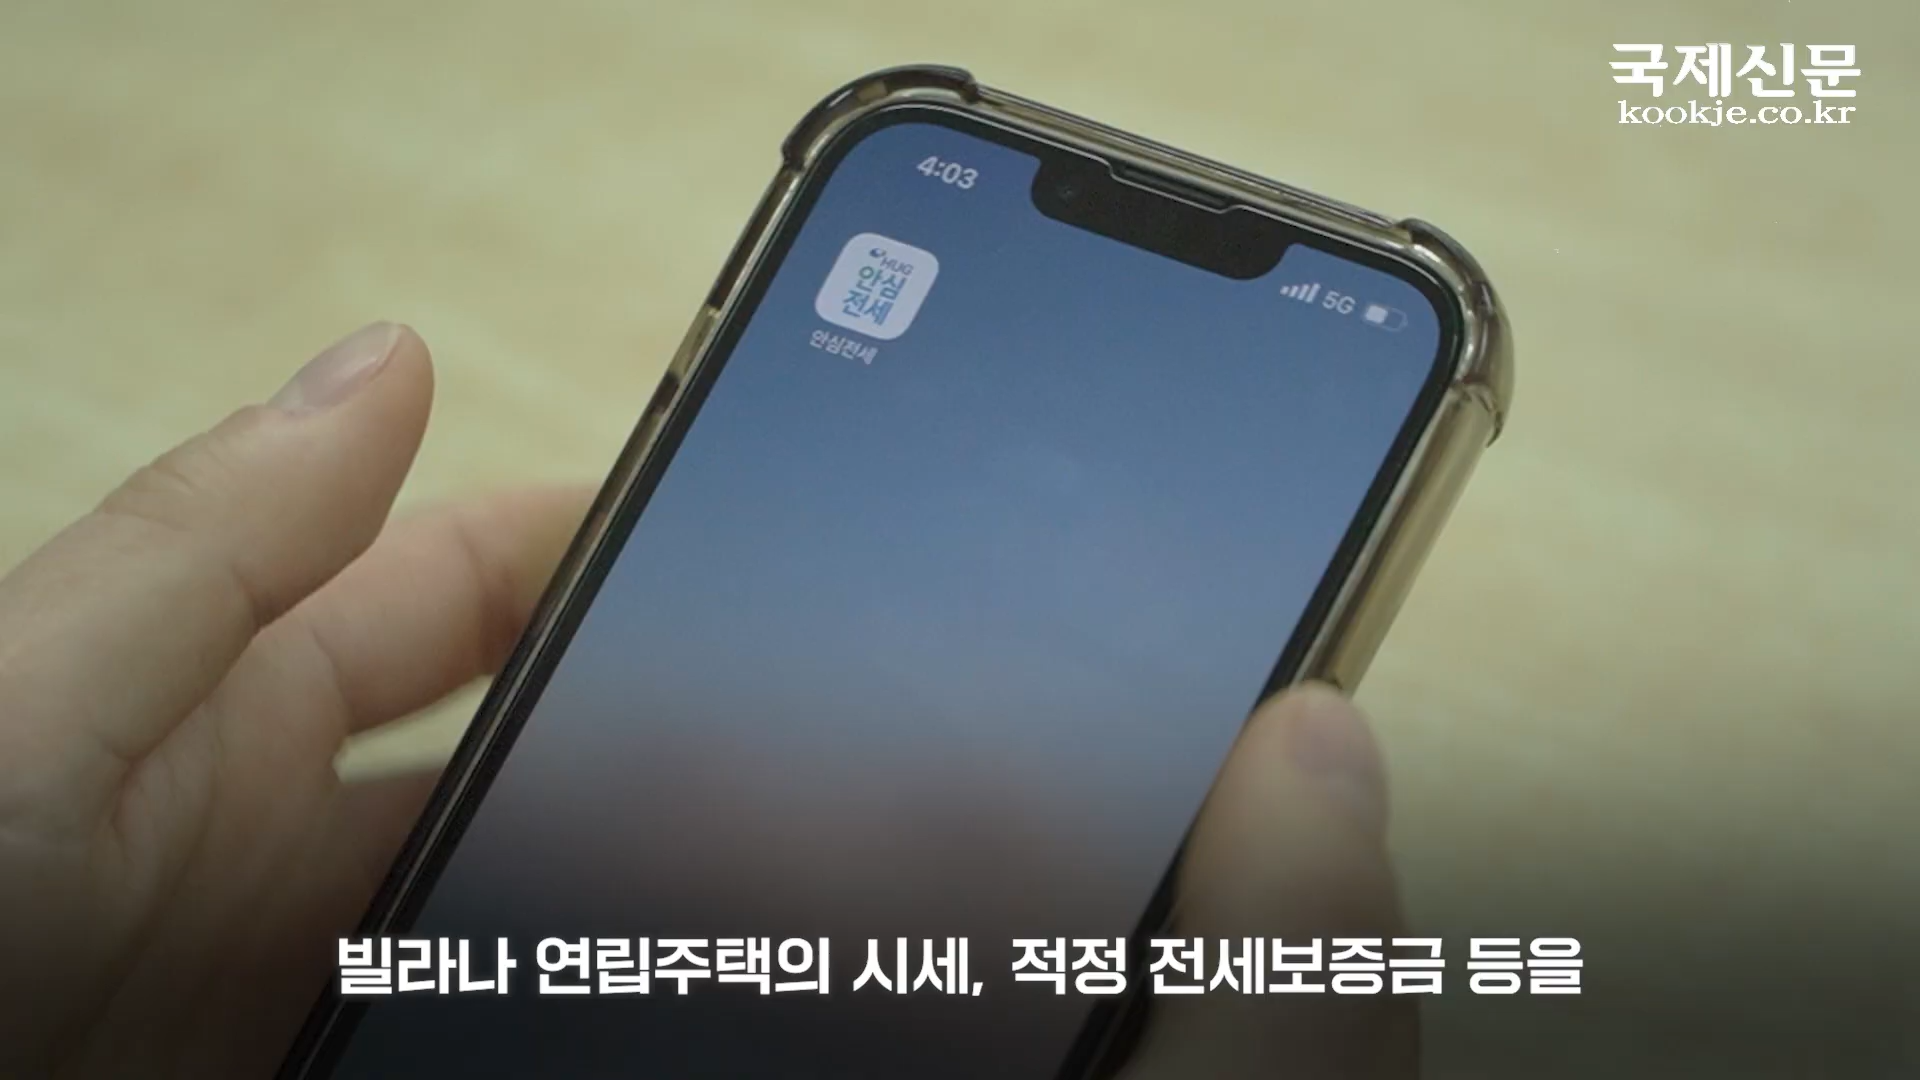 국제신문
kookje.co.kr
4:03
5G
HUG
안심
전세
안심전세
빌라나 연립주택의 시세, 적정 전세보증금 등을